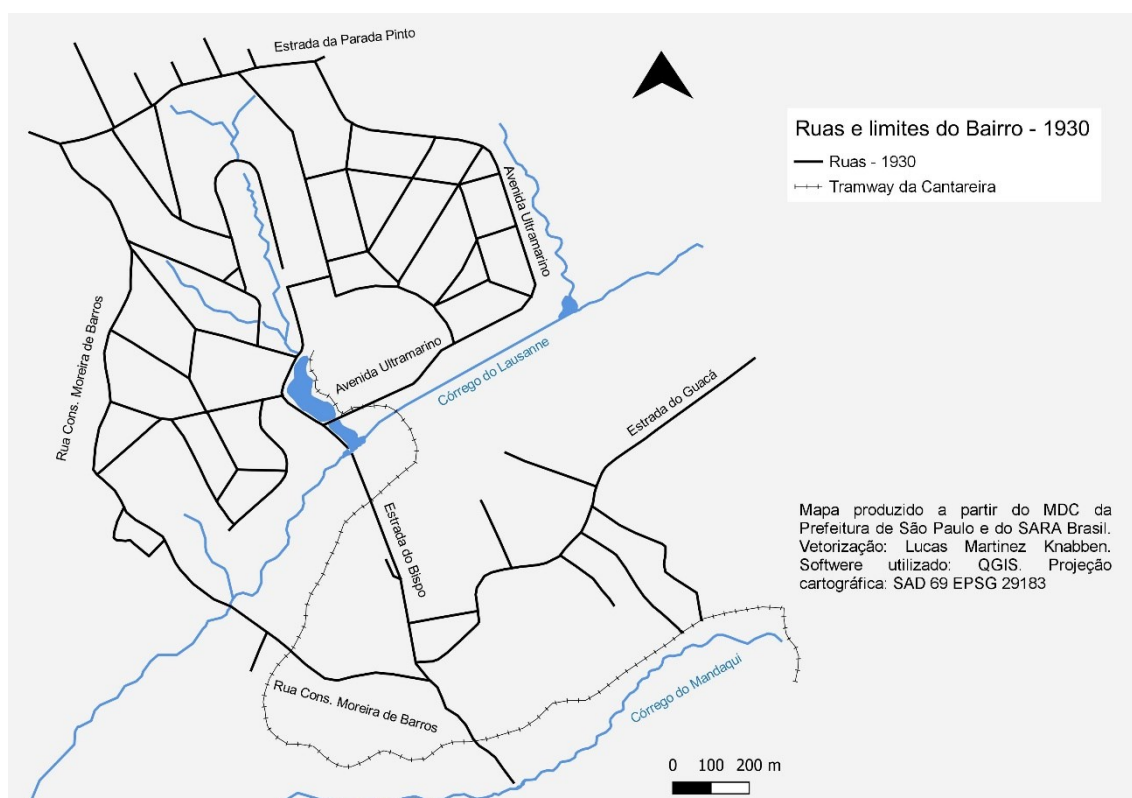 Estrada da Parada Pinto
Ruas e limites do Bairro - 1930
Ruas - 1930
Tramway da Cantareira
Avenida Ultramarino
Rua Cons. Moreira de Barros
Avenida Ultramarino
Córrego do Lausanne
Estrada do Guacá
Estrada do Bispo
Mapa produzido a partir do MDC da
Prefeitura de São Paulo e do SARA Brasil.
Vetorização: Lucas Martinez Knabben.
Softwere utilizado: QGIS. Projeção
cartográfica: SAD 69 EPSG 29183
Rua Cons. Moreira de Barros
Córrego do Mandaqui
0 100 200 m